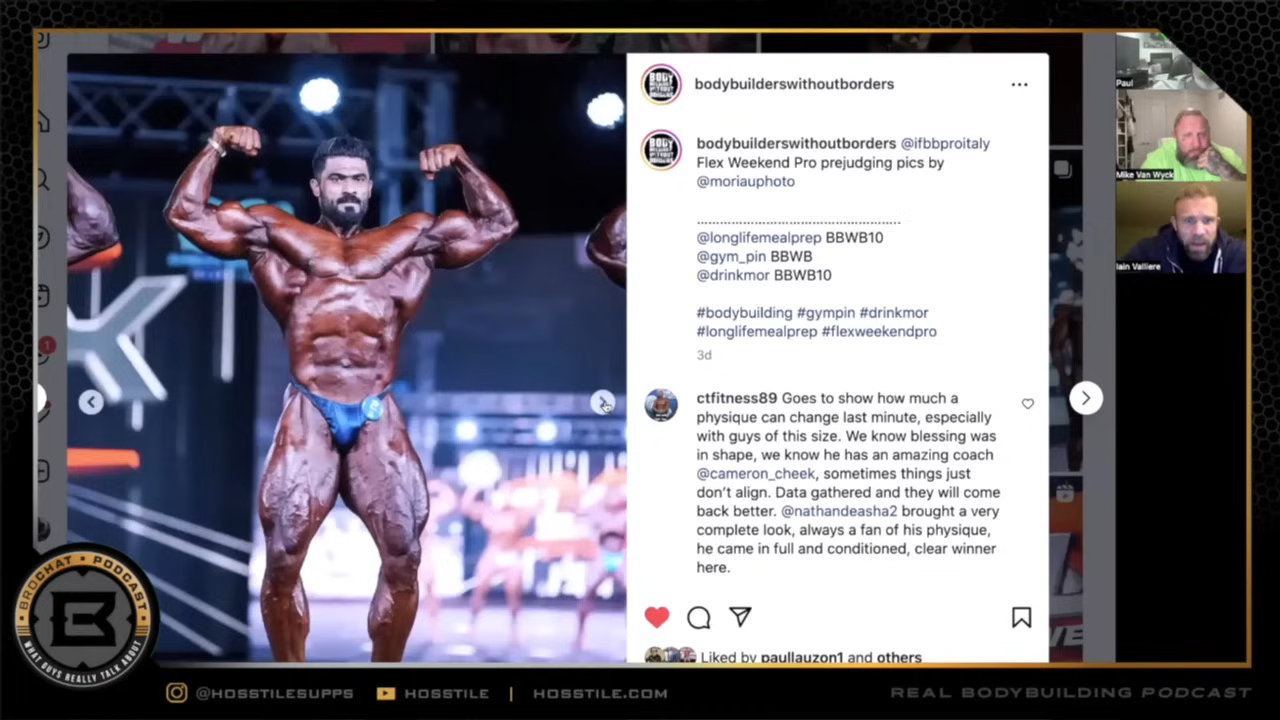 bodybuilderswithoutborders
bodybuilderswithoutborders @ifbbproitaly
Flex Weekend Pro prejudging pics by
@moriauphoto
@longlifemealprep BBWB10
@gym_pin BBWB
@drinkmor BBWB10
#bodybuilding #gympin #drinkmor
#longlifemealprep #flexweekendpro
3d
ctfitness89 Goes to show how much a
physique can change last minute, especially
with guys of this size. We know blessing was
in shape, we know he has an amazing coach
@cameron_cheek, sometimes things just
don't align. Data gathered and they will come
back better. @nathandeasha2 brought a very
complete look, always a fan of his physique,
he came in full and conditioned, clear winner
here.
Liked by paullauzon1 and others
Paul
Mike Van Wyck
Iain Valliere
1
BROCHAT • PODCAST
B
WHAT GUYS REALLY TALK ABOUT
@HOSSTILESUPPS HOSSTILE | HOSSTILE.COM
REAL BODYBUILDING PODCAST